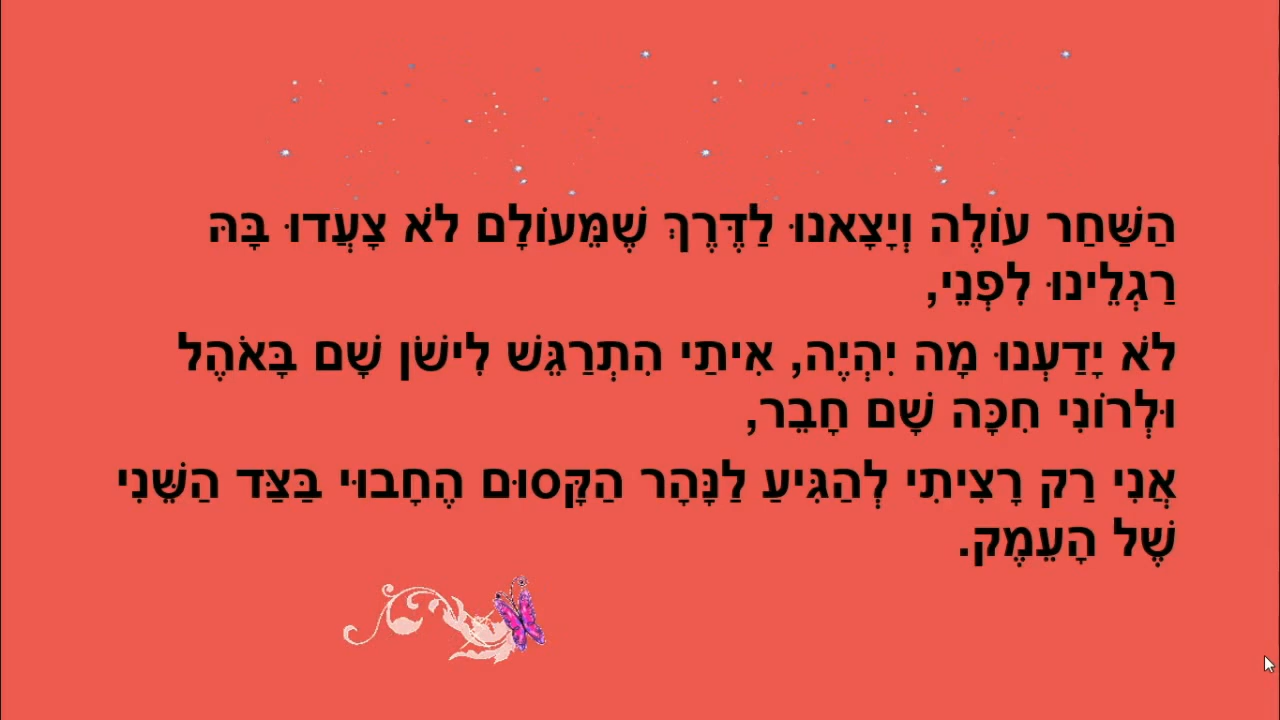 הַשַּׁחַר עוֹלֶה וְיָצָאנוּ לַדֶּרֶךְ שֶׁמֵּעוֹלָם לֹא צָעֲדוּ בָּהּ
רַגְלֵינוּ לִפְנֵי,
לֹא יָדַעְנוּ מָה יִהְיֶה, אִיתַי הִתְרַגֵּשׁ לִישֹׁן שָׁם בָּאֹהֶל
וּלְרוֹנִי חִכָּה שָׁם חָבֵר,
אֲנִי רַק רָצִיתִי לְהַגִּיעַ לַנָּהָר הַקָּסוּם הֶחָבוּי בַּצַּד הַשֵּׁנִי
שֶׁל הָעֵמֶק.